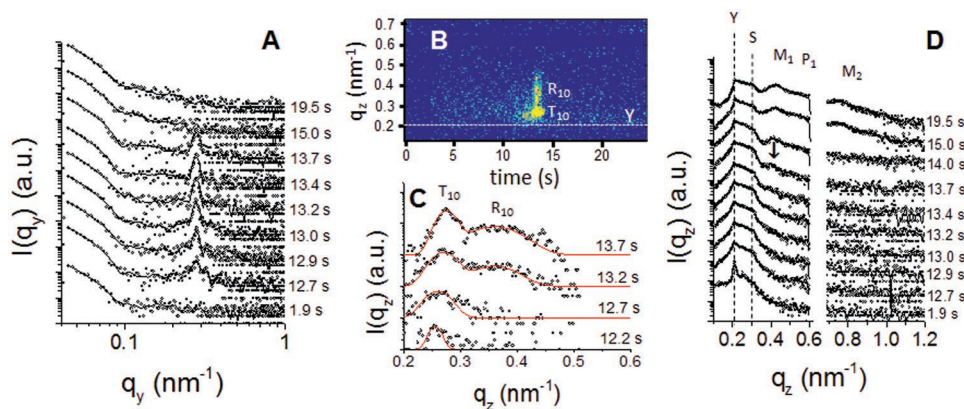 A
I(q_y) (a.u.)
19.5 s
15.0 s
13.7 s
13.4 s
13.2 s
13.0 s
12.9 s
12.7 s
1.9 s
0.1
1
q_y (nm⁻¹)
B
q_z (nm⁻¹)
0.7
0.6
0.5
0.4
0.3
0.2
R₁₀
T₁₀
Y
0
5
10
15
20
time (s)
C
I(q_z) (a.u.)
T₁₀
R₁₀
13.7 s
13.2 s
12.7 s
12.2 s
0.2
0.3
0.4
0.5
0.6
q_z (nm⁻¹)
D
Y
S
M₁
P₁
M₂
I(q_z) (a.u.)
19.5 s
15.0 s
14.0 s
13.7 s
13.4 s
13.2 s
13.0 s
12.9 s
12.7 s
1.9 s
0.2
0.4
0.6
0.8
1.0
1.2
q_z (nm⁻¹)